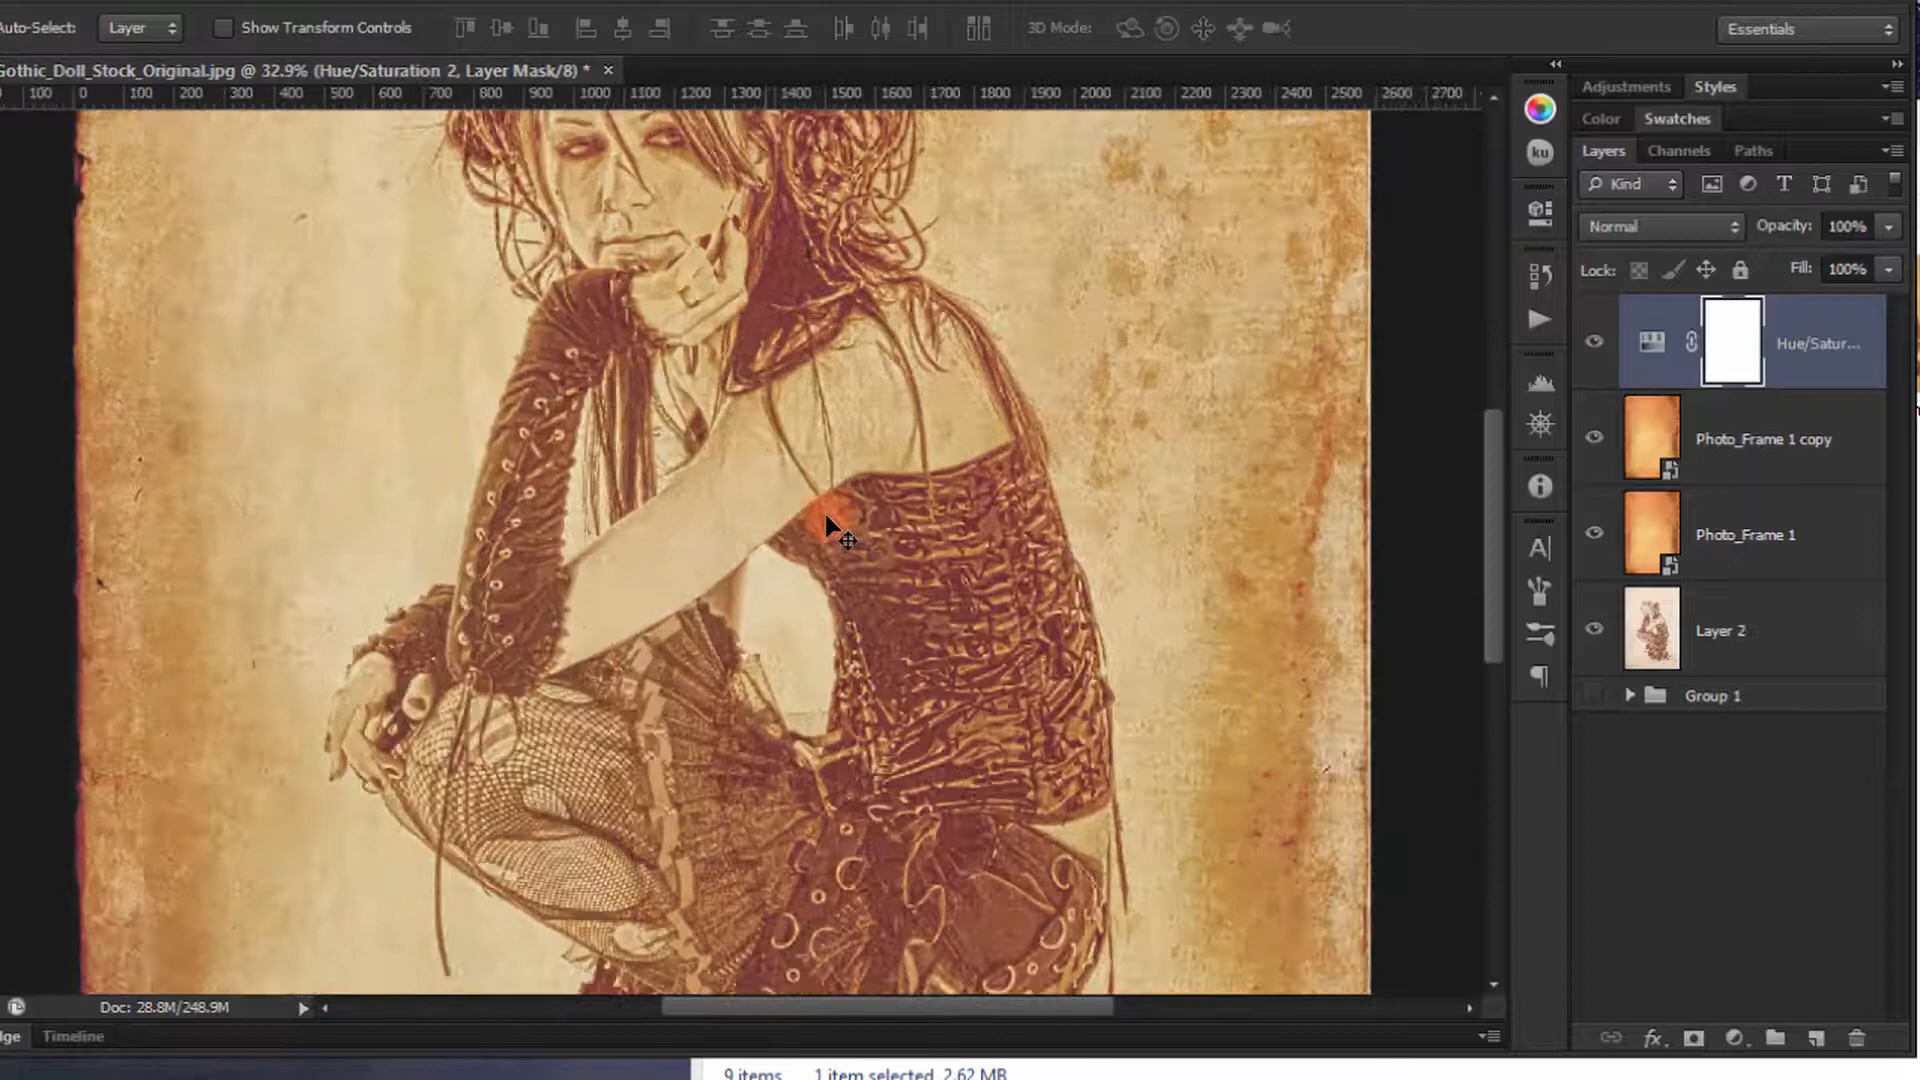 Auto-Select: Layer Show Transform Controls 3D Mode: Essentials
Gothic_Doll_Stock_Original.jpg @ 32.9% (Hue/Saturation 2, Layer Mask/8) * ×
100 0 100 200 300 400 500 600 700 800 900 1000 1100 1200 1300 1400 1500 1600 1700 1800 1900 2000 2100 2200 2300 2400 2500 2600 2700
Adjustments Styles
Color Swatches
ku
Layers Channels Paths
Kind
Normal Opacity: 100%
Lock: Fill: 100%
Hue/Satur...
Photo_Frame 1 copy
Photo_Frame 1
Layer 2
Group 1
Doc: 28.8M/248.9M
Timeline
fx
9 items 1 item selected 2.62 MB